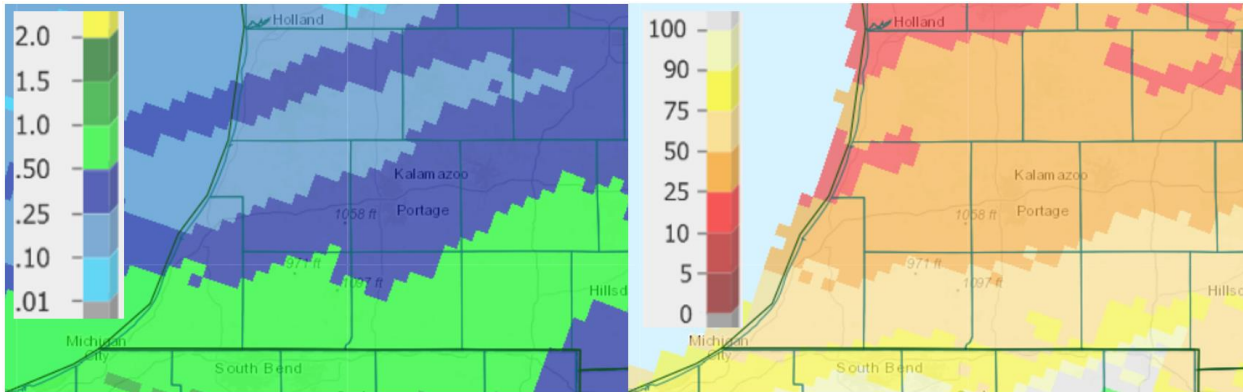 Holland
2.0
1.5
1.0
.50
.25
.10
.01
Kalamazoo
1058 ft
Portage
971 ft
1097 ft
Hillsd
Michigan
City
South Bend
Holland
100
90
75
50
25
10
5
0
Kalamazoo
1058 ft
Portage
971 ft
1097 ft
Hillsd
Michigan
City
South Bend